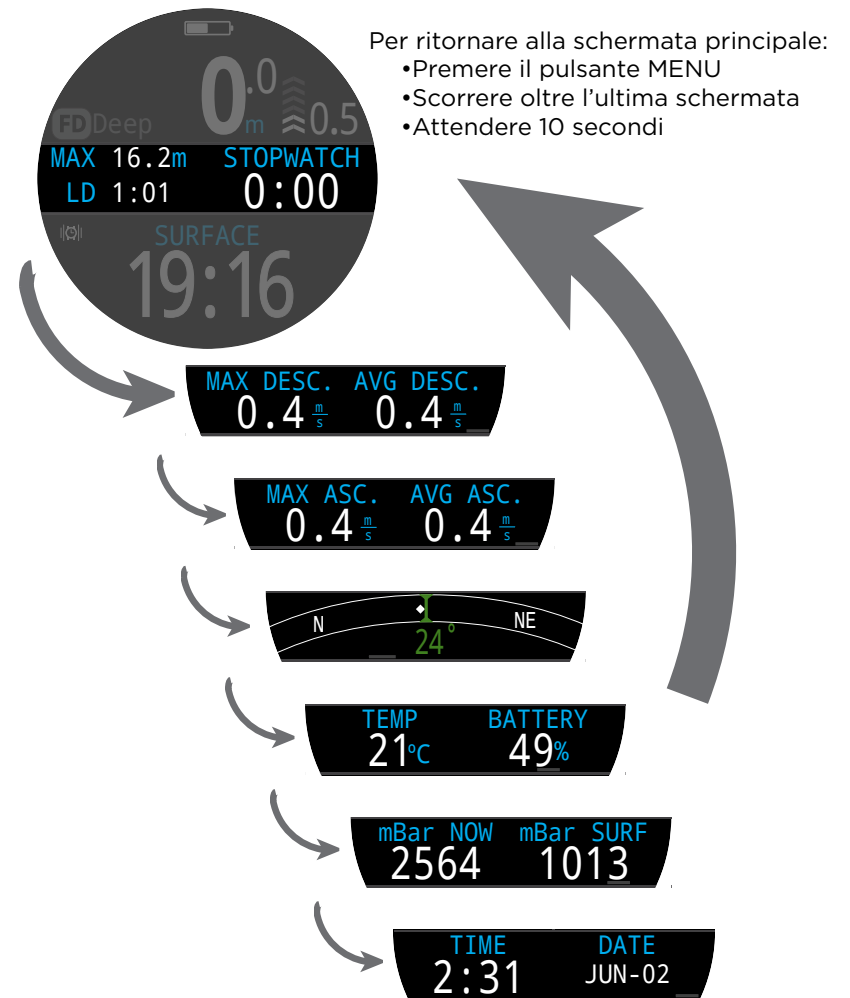 Per ritornare alla schermata principale:
•Premere il pulsante MENU
•Scorrere oltre l'ultima schermata
•Attendere 10 secondi
0.0 m 0.5
FD Deep
MAX 16.2m STOPWATCH
LD 1:01 0:00
SURFACE
19:16
MAX DESC. AVG DESC.
0.4 m/s 0.4 m/s
MAX ASC. AVG ASC.
0.4 m/s 0.4 m/s
N NE
24°
TEMP BATTERY
21°C 49%
mBar NOW mBar SURF
2564 1013
TIME DATE
2:31 JUN-02